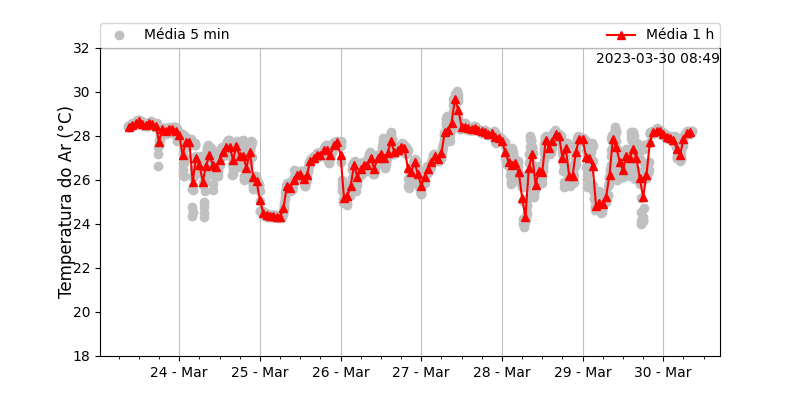 Média 5 min
Média 1 h
2023-03-30 08:49
Temperatura do Ar (°C)
32
30
28
26
24
22
20
18
24 - Mar
25 - Mar
26 - Mar
27 - Mar
28 - Mar
29 - Mar
30 - Mar